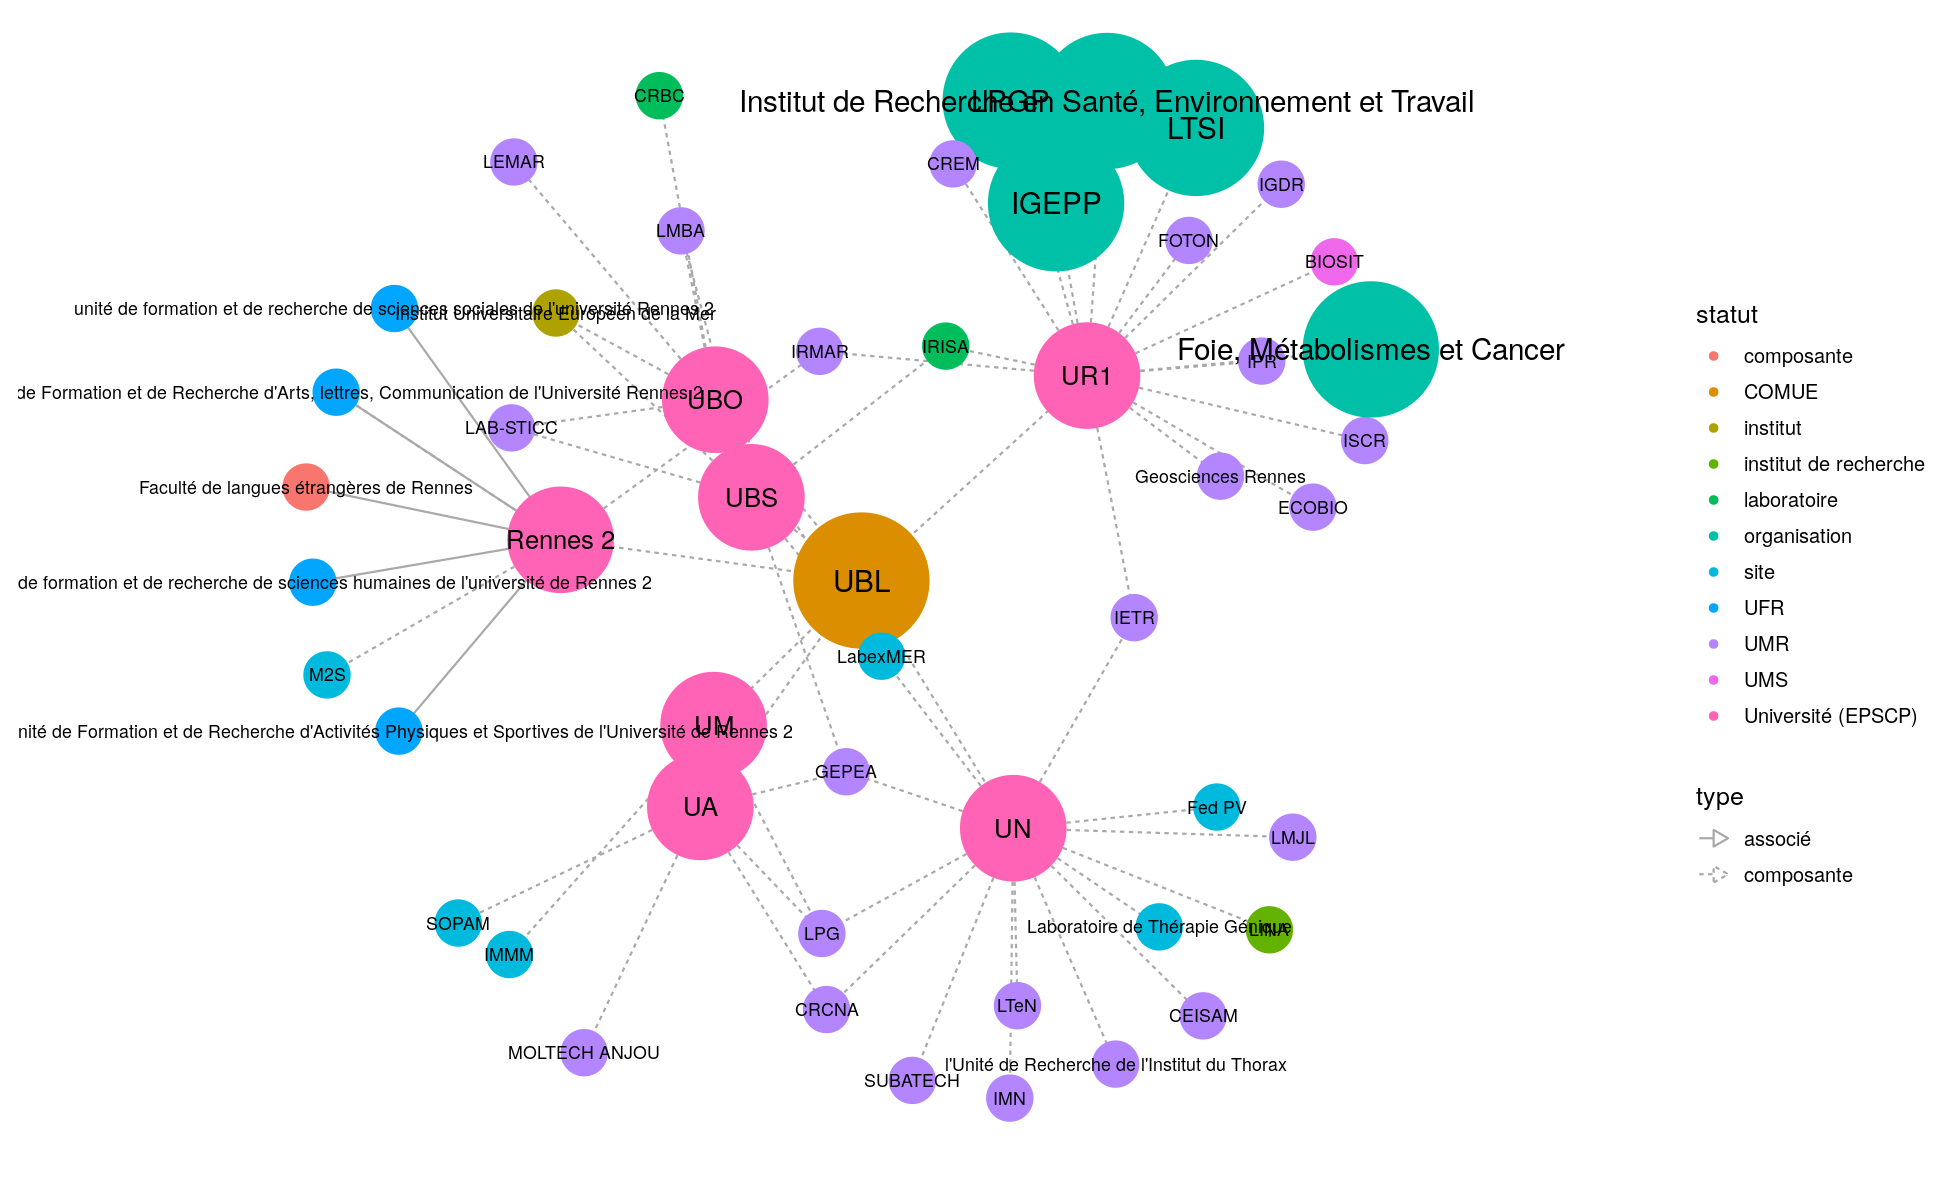 CRBC
Institut de Recherche en Santé, Environnement et Travail
LPGP
LTSI
LEMAR
CREM
IGDR
IGEPP
LMBA
FOTON
BIOSIT
unité de formation et de recherche de sciences sociales de l'université Rennes 2
Institut Universitaire Européen de la Mer
IRMAR
IRISA
Foie, Métabolismes et Cancer
IPR
UR1
de Formation et de Recherche d'Arts, lettres, Communication de l'Université Rennes 2
UBO
LAB-STICC
ISCR
Geosciences Rennes
Faculté de langues étrangères de Rennes
UBS
ECOBIO
Rennes 2
de formation et de recherche de sciences humaines de l'université de Rennes 2
UBL
IETR
LabexMER
M2S
UM
nité de Formation et de Recherche d'Activités Physiques et Sportives de l'Université de Rennes 2
GEPEA
UA
UN
Fed PV
LMJL
SOPAM
LPG
Laboratoire de Thérapie Génique
LINA
IMMM
CRCNA
LTeN
CEISAM
MOLTECH ANJOU
l'Unité de Recherche de l'Institut du Thorax
SUBATECH
IMN
statut
composante
COMUE
institut
institut de recherche
laboratoire
organisation
site
UFR
UMR
UMS
Université (EPSCP)
type
associé
composante